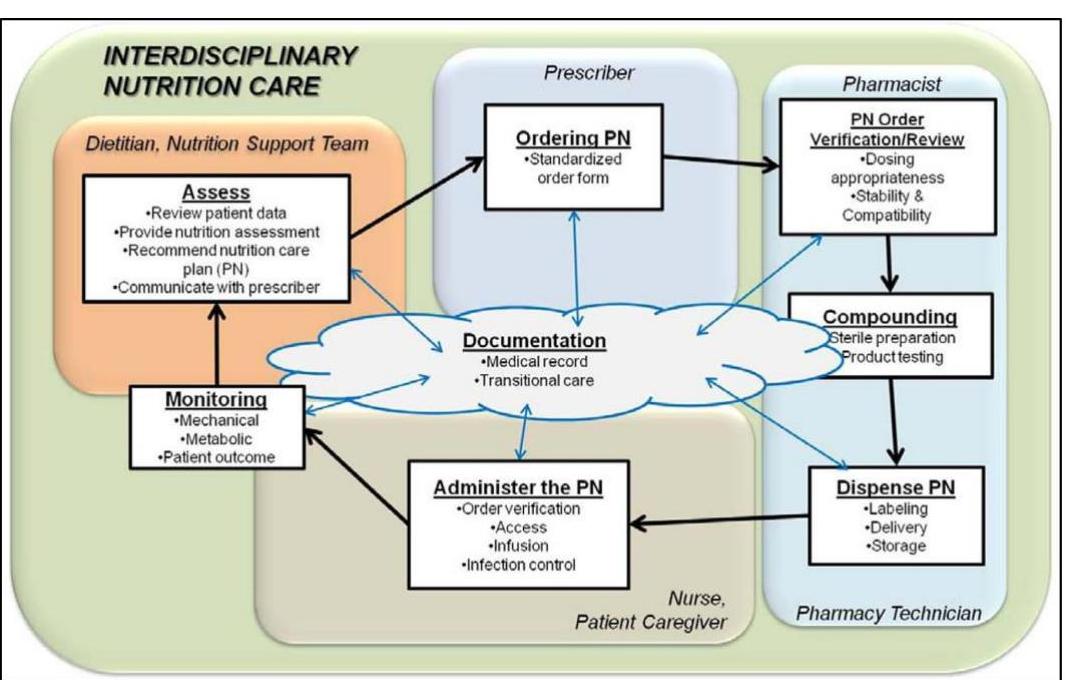 INTERDISCIPLINARY
NUTRITION CARE
Dietitian, Nutrition Support Team
Assess
•Review patient data
•Provide nutrition assessment
•Recommend nutrition care
plan (PN)
•Communicate with prescriber
Prescriber
Ordering PN
•Standardized
order form
Pharmacist
PN Order
Verification/Review
•Dosing
appropriateness
•Stability &
Compatibility
Compounding
Sterile preparation
Product testing
Documentation
•Medical record
•Transitional care
Monitoring
•Mechanical
•Metabolic
•Patient outcome
Administer the PN
•Order verification
•Access
•Infusion
•Infection control
Dispense PN
•Labeling
•Delivery
•Storage
Nurse,
Patient Caregiver
Pharmacy Technician